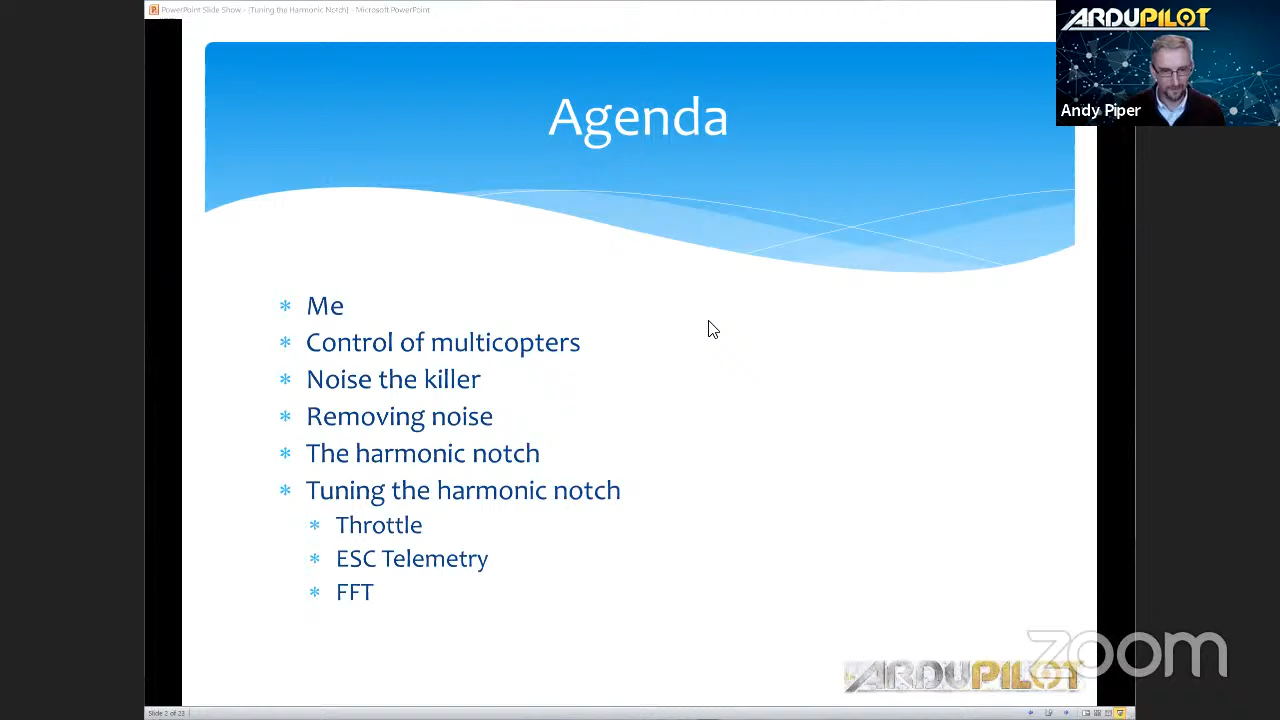 PowerPoint Slide Show - [Tuning the Harmonic Notch] - Microsoft PowerPoint
ARDUPILOT
Andy Piper
Agenda
Me
Control of multicopters
Noise the killer
Removing noise
The harmonic notch
Tuning the harmonic notch
Throttle
ESC Telemetry
FFT
zoom
ARDUPILOT
Slide 2 of 23